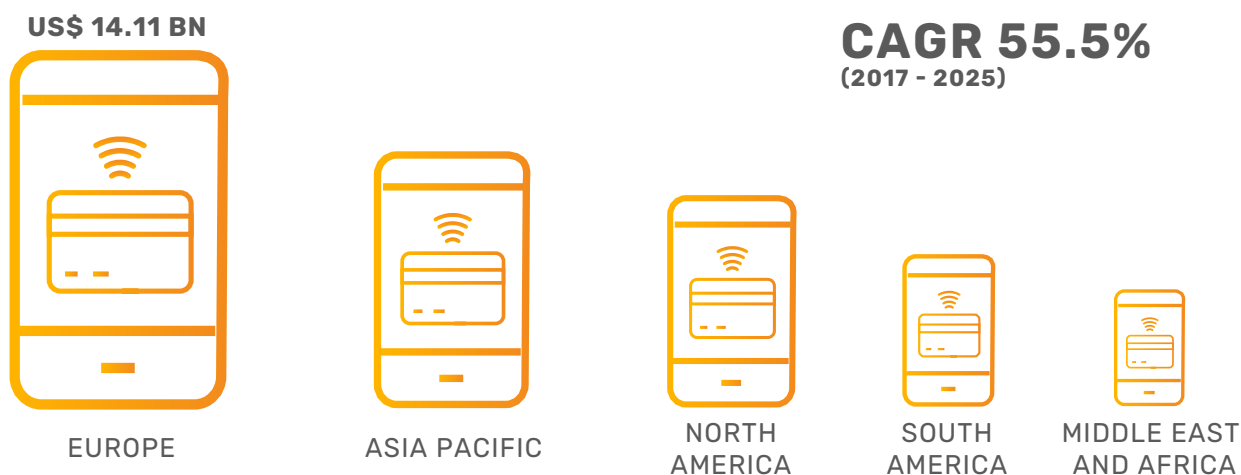 US$ 14.11 BN
CAGR 55.5%
(2017 - 2025)
EUROPE
ASIA PACIFIC
NORTH
AMERICA
SOUTH
AMERICA
MIDDLE EAST
AND AFRICA